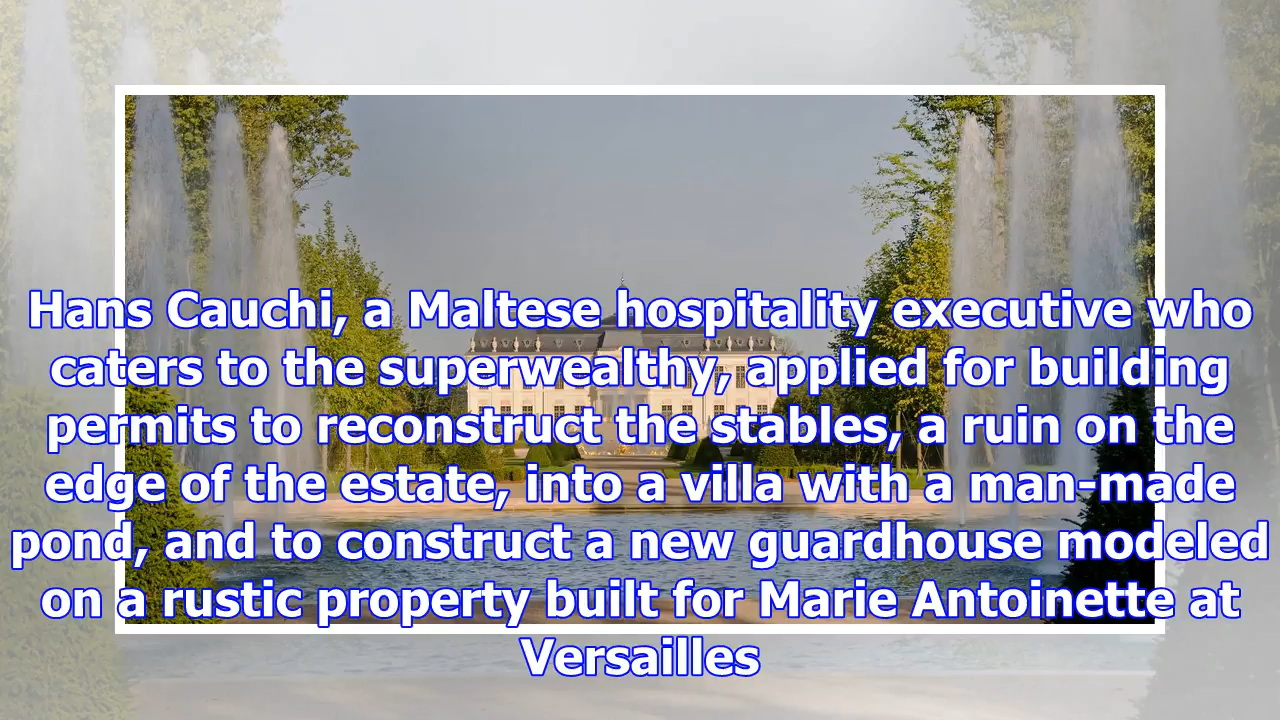 Hans Cauchi, a Maltese hospitality executive who
caters to the superwealthy, applied for building
permits to reconstruct the stables, a ruin on the
edge of the estate, into a villa with a man-made
pond, and to construct a new guardhouse modeled
on a rustic property built for Marie Antoinette at
Versailles